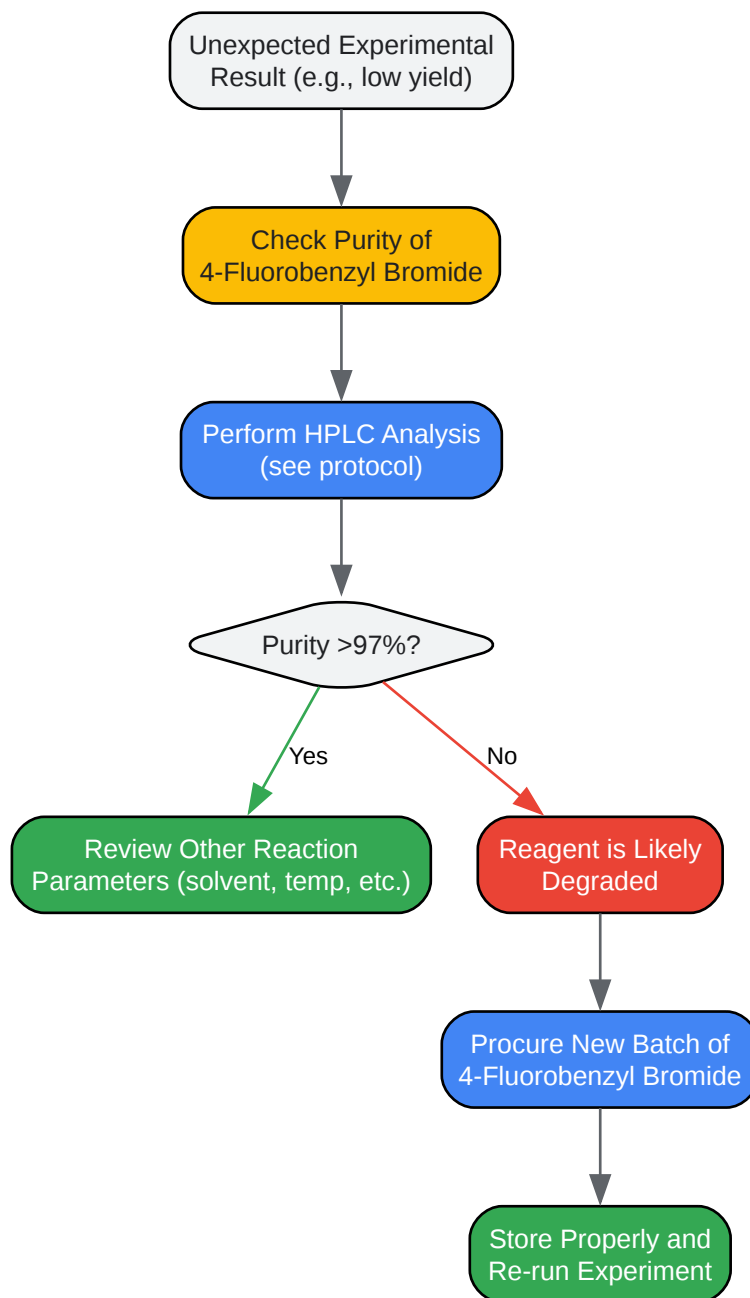 Unexpected Experimental
Result (e.g., low yield)
Check Purity of
4-Fluorobenzyl Bromide
Perform HPLC Analysis
(see protocol)
Purity >97%?
Yes
No
Review Other Reaction
Parameters (solvent, temp, etc.)
Reagent is Likely
Degraded
Procure New Batch of
4-Fluorobenzyl Bromide
Store Properly and
Re-run Experiment